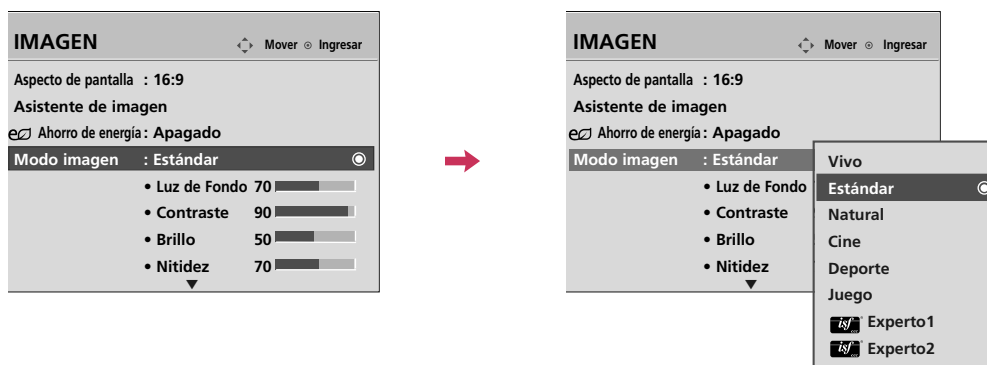 IMAGEN Mover Ingresar
Aspecto de pantalla : 16:9
Asistente de imagen
Ahorro de energía : Apagado
Modo imagen : Estándar
• Luz de Fondo 70
• Contraste 90
• Brillo 50
• Nitidez 70
IMAGEN Mover Ingresar
Aspecto de pantalla : 16:9
Asistente de imagen
Ahorro de energía : Apagado
Modo imagen : Estándar
• Luz de Fondo
• Contraste
• Brillo
• Nitidez
Vivo
Estándar
Natural
Cine
Deporte
Juego
isf Experto1
isf Experto2